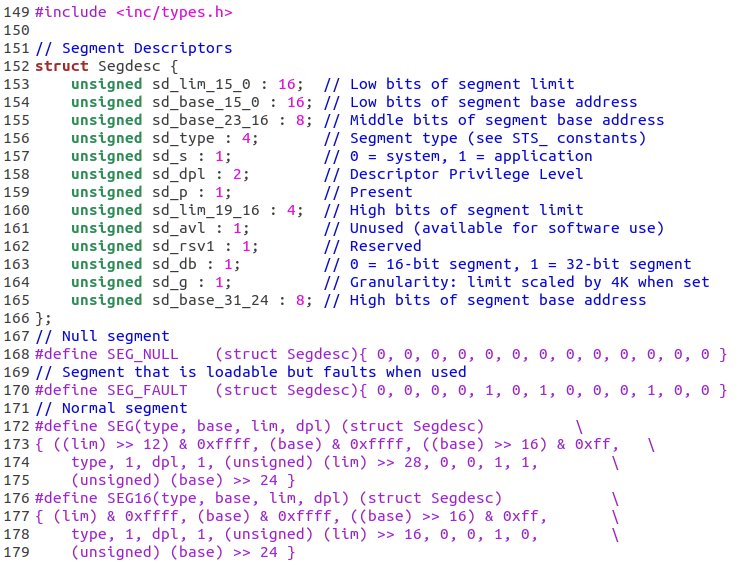 149 #include <inc/types.h>
150
151 // Segment Descriptors
152 struct Segdesc {
153     unsigned sd_lim_15_0 : 16;  // Low bits of segment limit
154     unsigned sd_base_15_0 : 16; // Low bits of segment base address
155     unsigned sd_base_23_16 : 8; // Middle bits of segment base address
156     unsigned sd_type : 4;       // Segment type (see STS_ constants)
157     unsigned sd_s : 1;          // 0 = system, 1 = application
158     unsigned sd_dpl : 2;        // Descriptor Privilege Level
159     unsigned sd_p : 1;          // Present
160     unsigned sd_lim_19_16 : 4;  // High bits of segment limit
161     unsigned sd_avl : 1;        // Unused (available for software use)
162     unsigned sd_rsv1 : 1;       // Reserved
163     unsigned sd_db : 1;         // 0 = 16-bit segment, 1 = 32-bit segment
164     unsigned sd_g : 1;          // Granularity: limit scaled by 4K when set
165     unsigned sd_base_31_24 : 8; // High bits of segment base address
166 };
167 // Null segment
168 #define SEG_NULL    (struct Segdesc){ 0, 0, 0, 0, 0, 0, 0, 0, 0, 0, 0, 0, 0 }
169 // Segment that is loadable but faults when used
170 #define SEG_FAULT   (struct Segdesc){ 0, 0, 0, 0, 1, 0, 1, 0, 0, 0, 1, 0, 0 }
171 // Normal segment
172 #define SEG(type, base, lim, dpl) (struct Segdesc)          \
173 { ((lim) >> 12) & 0xffff, (base) & 0xffff, ((base) >> 16) & 0xff,   \
174     type, 1, dpl, 1, (unsigned) (lim) >> 28, 0, 0, 1, 1,        \
175     (unsigned) (base) >> 24 }
176 #define SEG16(type, base, lim, dpl) (struct Segdesc)            \
177 { (lim) & 0xffff, (base) & 0xffff, ((base) >> 16) & 0xff,       \
178     type, 1, dpl, 1, (unsigned) (lim) >> 16, 0, 0, 1, 0,        \
179     (unsigned) (base) >> 24 }